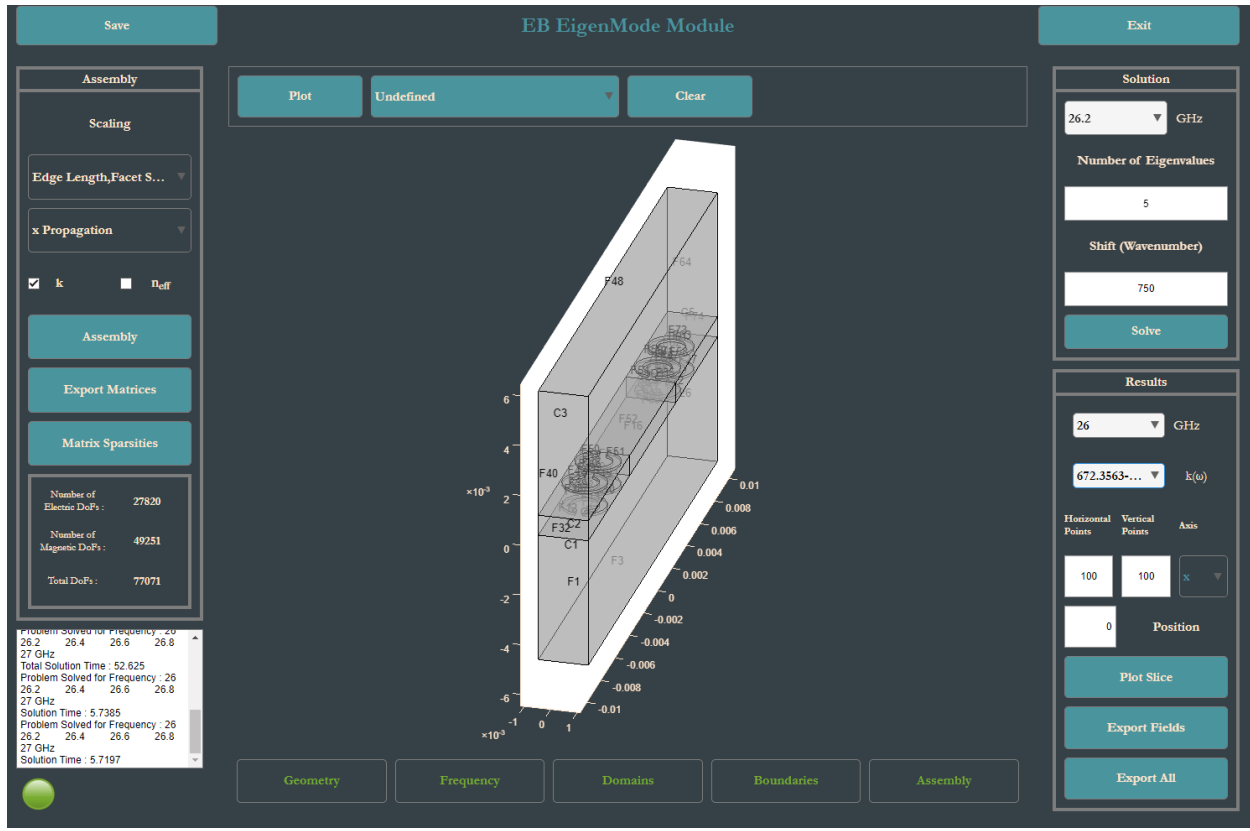 Save
EB EigenMode Module
Exit
Assembly
Scaling
Edge Length,Facet S...
x Propagation
k
n_eff
Assembly
Export Matrices
Matrix Sparsities
Number of
Electric DoFs :
27820
Number of
Magnetic DoFs :
49251
Total DoFs :
77071
Problem Solved for Frequency : 26
26.2 26.4 26.6 26.8
27 GHz
Total Solution Time : 52.625
Problem Solved for Frequency : 26
26.2 26.4 26.6 26.8
27 GHz
Solution Time : 5.7385
Problem Solved for Frequency : 26
26.2 26.4 26.6 26.8
27 GHz
Solution Time : 5.7197
Plot
Undefined
Clear
F64
F48
F73
C3
F52
F16
F51
F40
F32
C2
C1
F1
F3
6
4
×10⁻³
2
0
-2
-4
-6
-1 0 1
×10⁻³
0.01
0.008
0.006
0.004
0.002
0
-0.002
-0.004
-0.006
-0.008
-0.01
Geometry
Frequency
Domains
Boundaries
Assembly
Solution
26.2
GHz
Number of Eigenvalues
5
Shift (Wavenumber)
750
Solve
Results
26
GHz
672.3563-...
k(ω)
Horizontal
Points
Vertical
Points
Axis
100
100
x
0
Position
Plot Slice
Export Fields
Export All